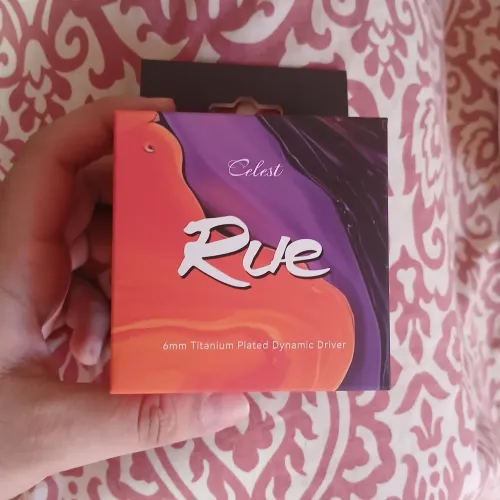 Celest
Rue
6mm Titanium Plated Dynamic Driver